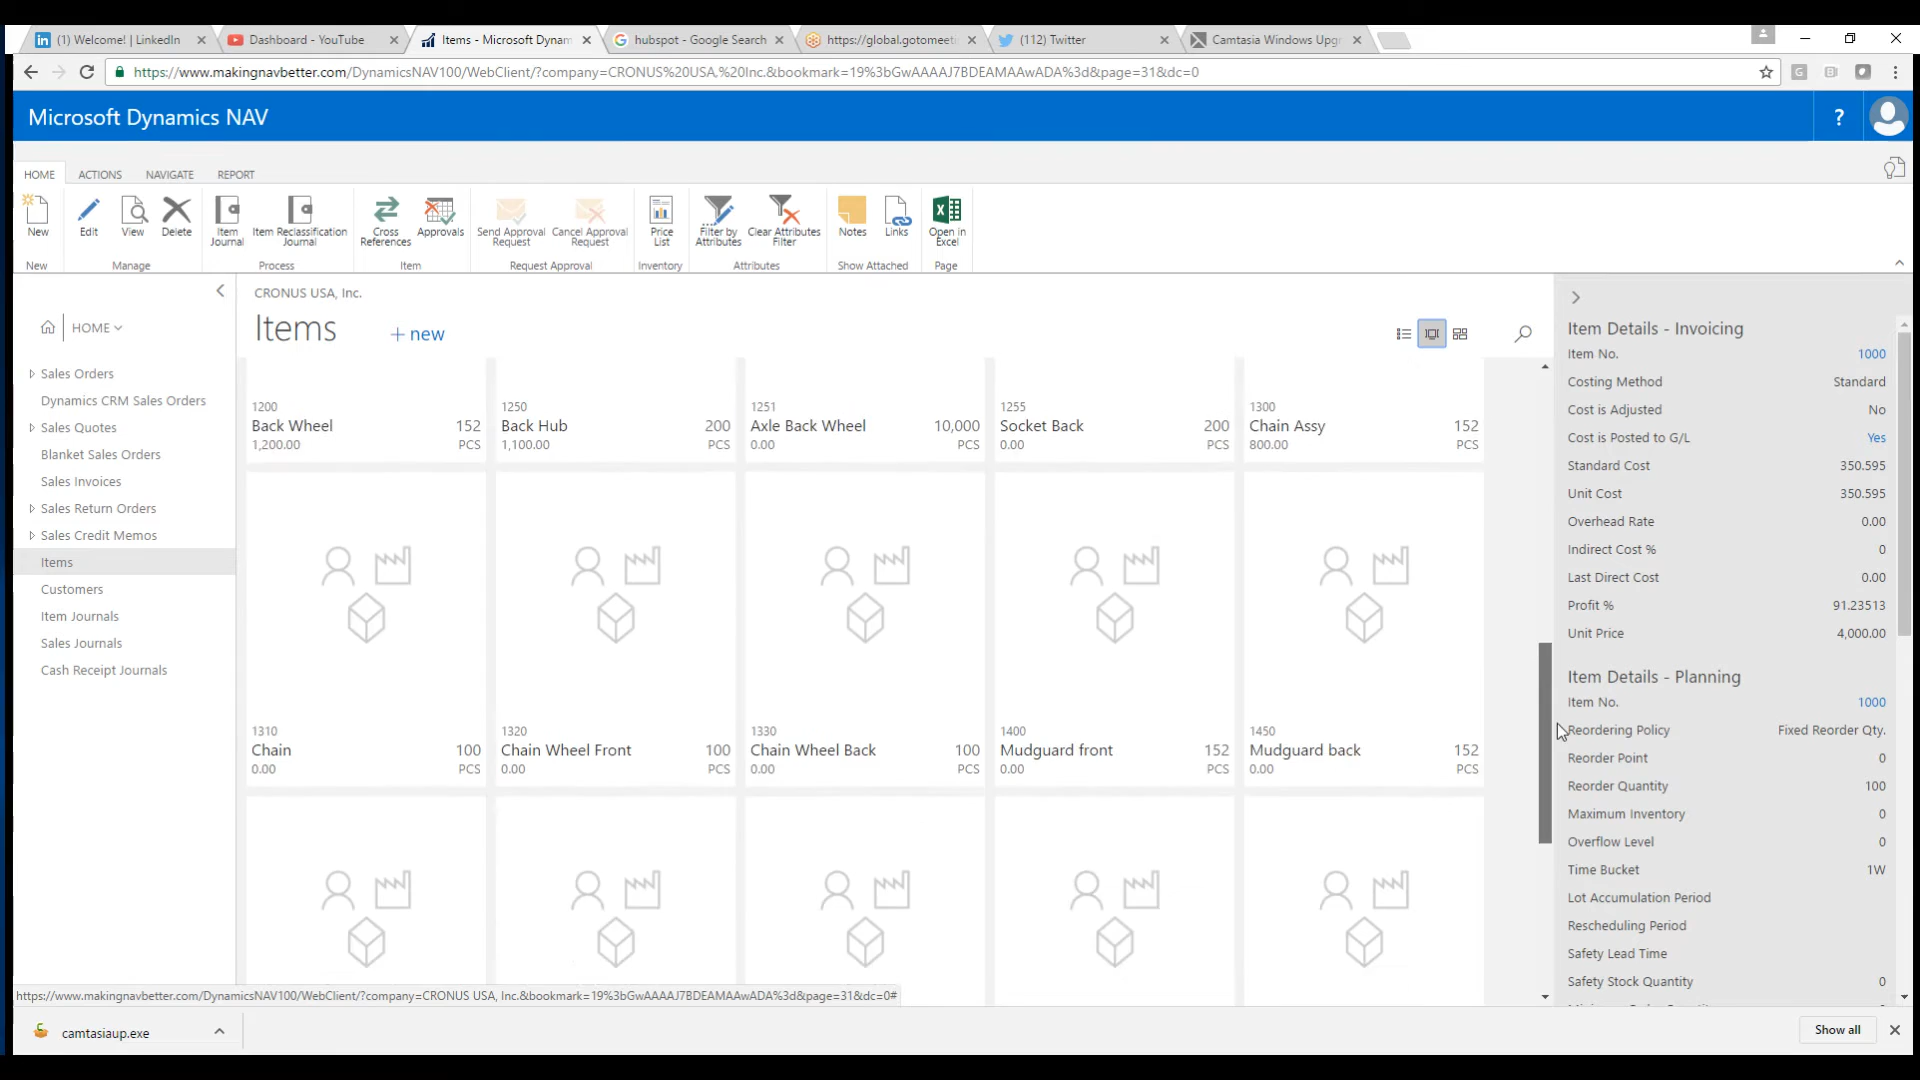 (1) Welcome! | LinkedIn
Dashboard - YouTube
Items - Microsoft Dynam
hubspot - Google Search
https://global.gotomeeti
(112) Twitter
Camtasia Windows Upg
https://www.makingnavbetter.com/DynamicsNAV100/WebClient/?company=CRONUS%20USA,%20Inc.&bookmark=19%3bGwAAAAJ7BDEAMAAwADA%3d&page=31&dc=0
Microsoft Dynamics NAV
?
HOME ACTIONS NAVIGATE REPORT
New
Edit
View
Delete
Item Journal
Item Reclassification Journal
Cross References
Approvals
Send Approval Request
Cancel Approval Request
Price List
Filter by Attributes
Clear Attributes Filter
Notes
Links
Open in Excel
New
Manage
Process
Item
Request Approval
Inventory
Attributes
Show Attached
Page
HOME
Sales Orders
Dynamics CRM Sales Orders
Sales Quotes
Blanket Sales Orders
Sales Invoices
Sales Return Orders
Sales Credit Memos
Items
Customers
Item Journals
Sales Journals
Cash Receipt Journals
CRONUS USA, Inc.
Items
+ new
1200
Back Wheel 152
1,200.00 PCS
1250
Back Hub 200
1,100.00 PCS
1251
Axle Back Wheel 10,000
0.00 PCS
1255
Socket Back 200
0.00 PCS
1300
Chain Assy 152
800.00 PCS
1310
Chain 100
0.00 PCS
1320
Chain Wheel Front 100
0.00 PCS
1330
Chain Wheel Back 100
0.00 PCS
1400
Mudguard front 152
0.00 PCS
1450
Mudguard back 152
0.00 PCS
Item Details - Invoicing
Item No. 1000
Costing Method Standard
Cost is Adjusted No
Cost is Posted to G/L Yes
Standard Cost 350.595
Unit Cost 350.595
Overhead Rate 0.00
Indirect Cost % 0
Last Direct Cost 0.00
Profit % 91.23513
Unit Price 4,000.00
Item Details - Planning
Item No. 1000
Reordering Policy Fixed Reorder Qty.
Reorder Point 0
Reorder Quantity 100
Maximum Inventory 0
Overflow Level 0
Time Bucket 1W
Lot Accumulation Period
Rescheduling Period
Safety Lead Time
Safety Stock Quantity 0
https://www.makingnavbetter.com/DynamicsNAV100/WebClient/?company=CRONUS USA, Inc.&bookmark=19%3bGwAAAAJ7BDEAMAAwADA%3d&page=31&dc=0#
camtasiaup.exe
Show all